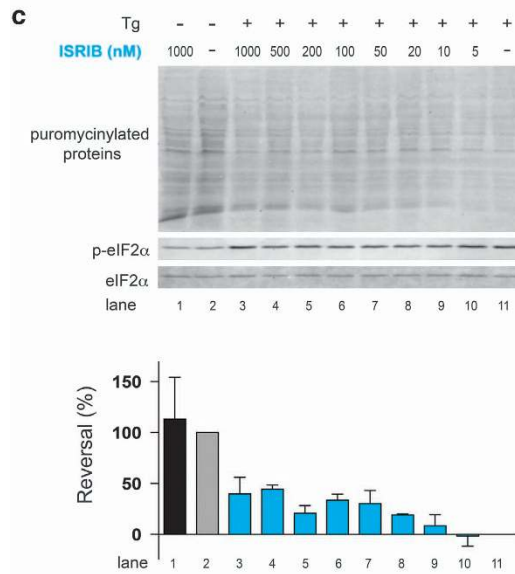 c
Tg - - + + + + + + + + +
ISRIB (nM) 1000 - 1000 500 200 100 50 20 10 5 -
puromycinylated
proteins
p-eIF2α
eIF2α
lane 1 2 3 4 5 6 7 8 9 10 11
Reversal (%)
150
100
50
0
lane 1 2 3 4 5 6 7 8 9 10 11